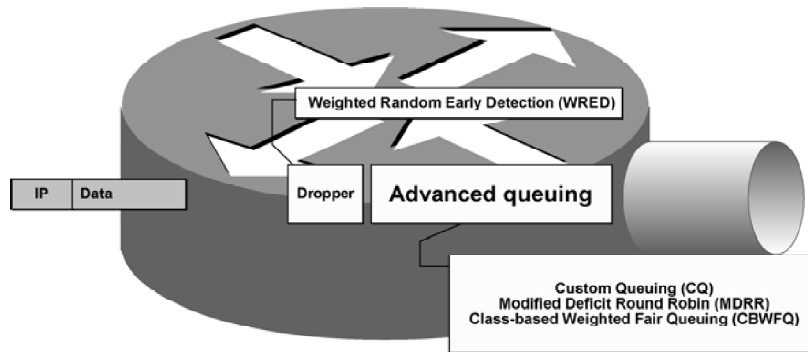 Weighted Random Early Detection (WRED)
IP Data
Dropper
Advanced queuing
Custom Queuing (CQ)
Modified Deficit Round Robin (MDRR)
Class-based Weighted Fair Queuing (CBWFQ)